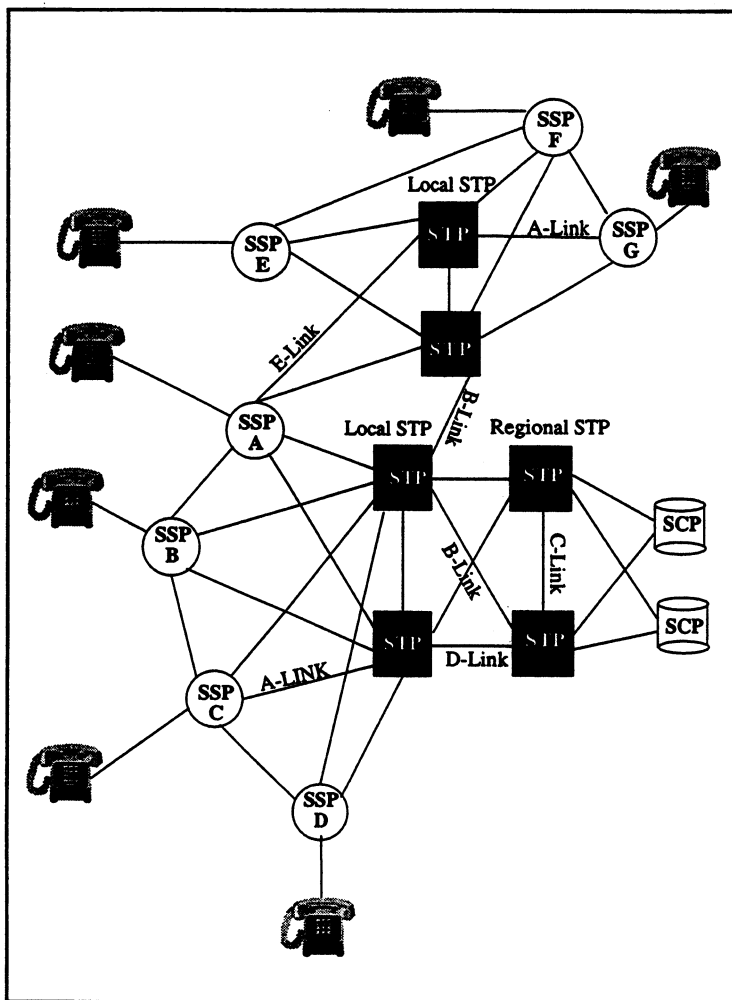 SSP
F
Local STP
STP
A-Link
SSP
G
SSP
E
E-Link
STP
B-Link
SSP
A
Local STP
Regional STP
STP
STP
SCP
SSP
B
B-Link
C-Link
SCP
STP
STP
D-Link
A-LINK
SSP
C
SSP
D